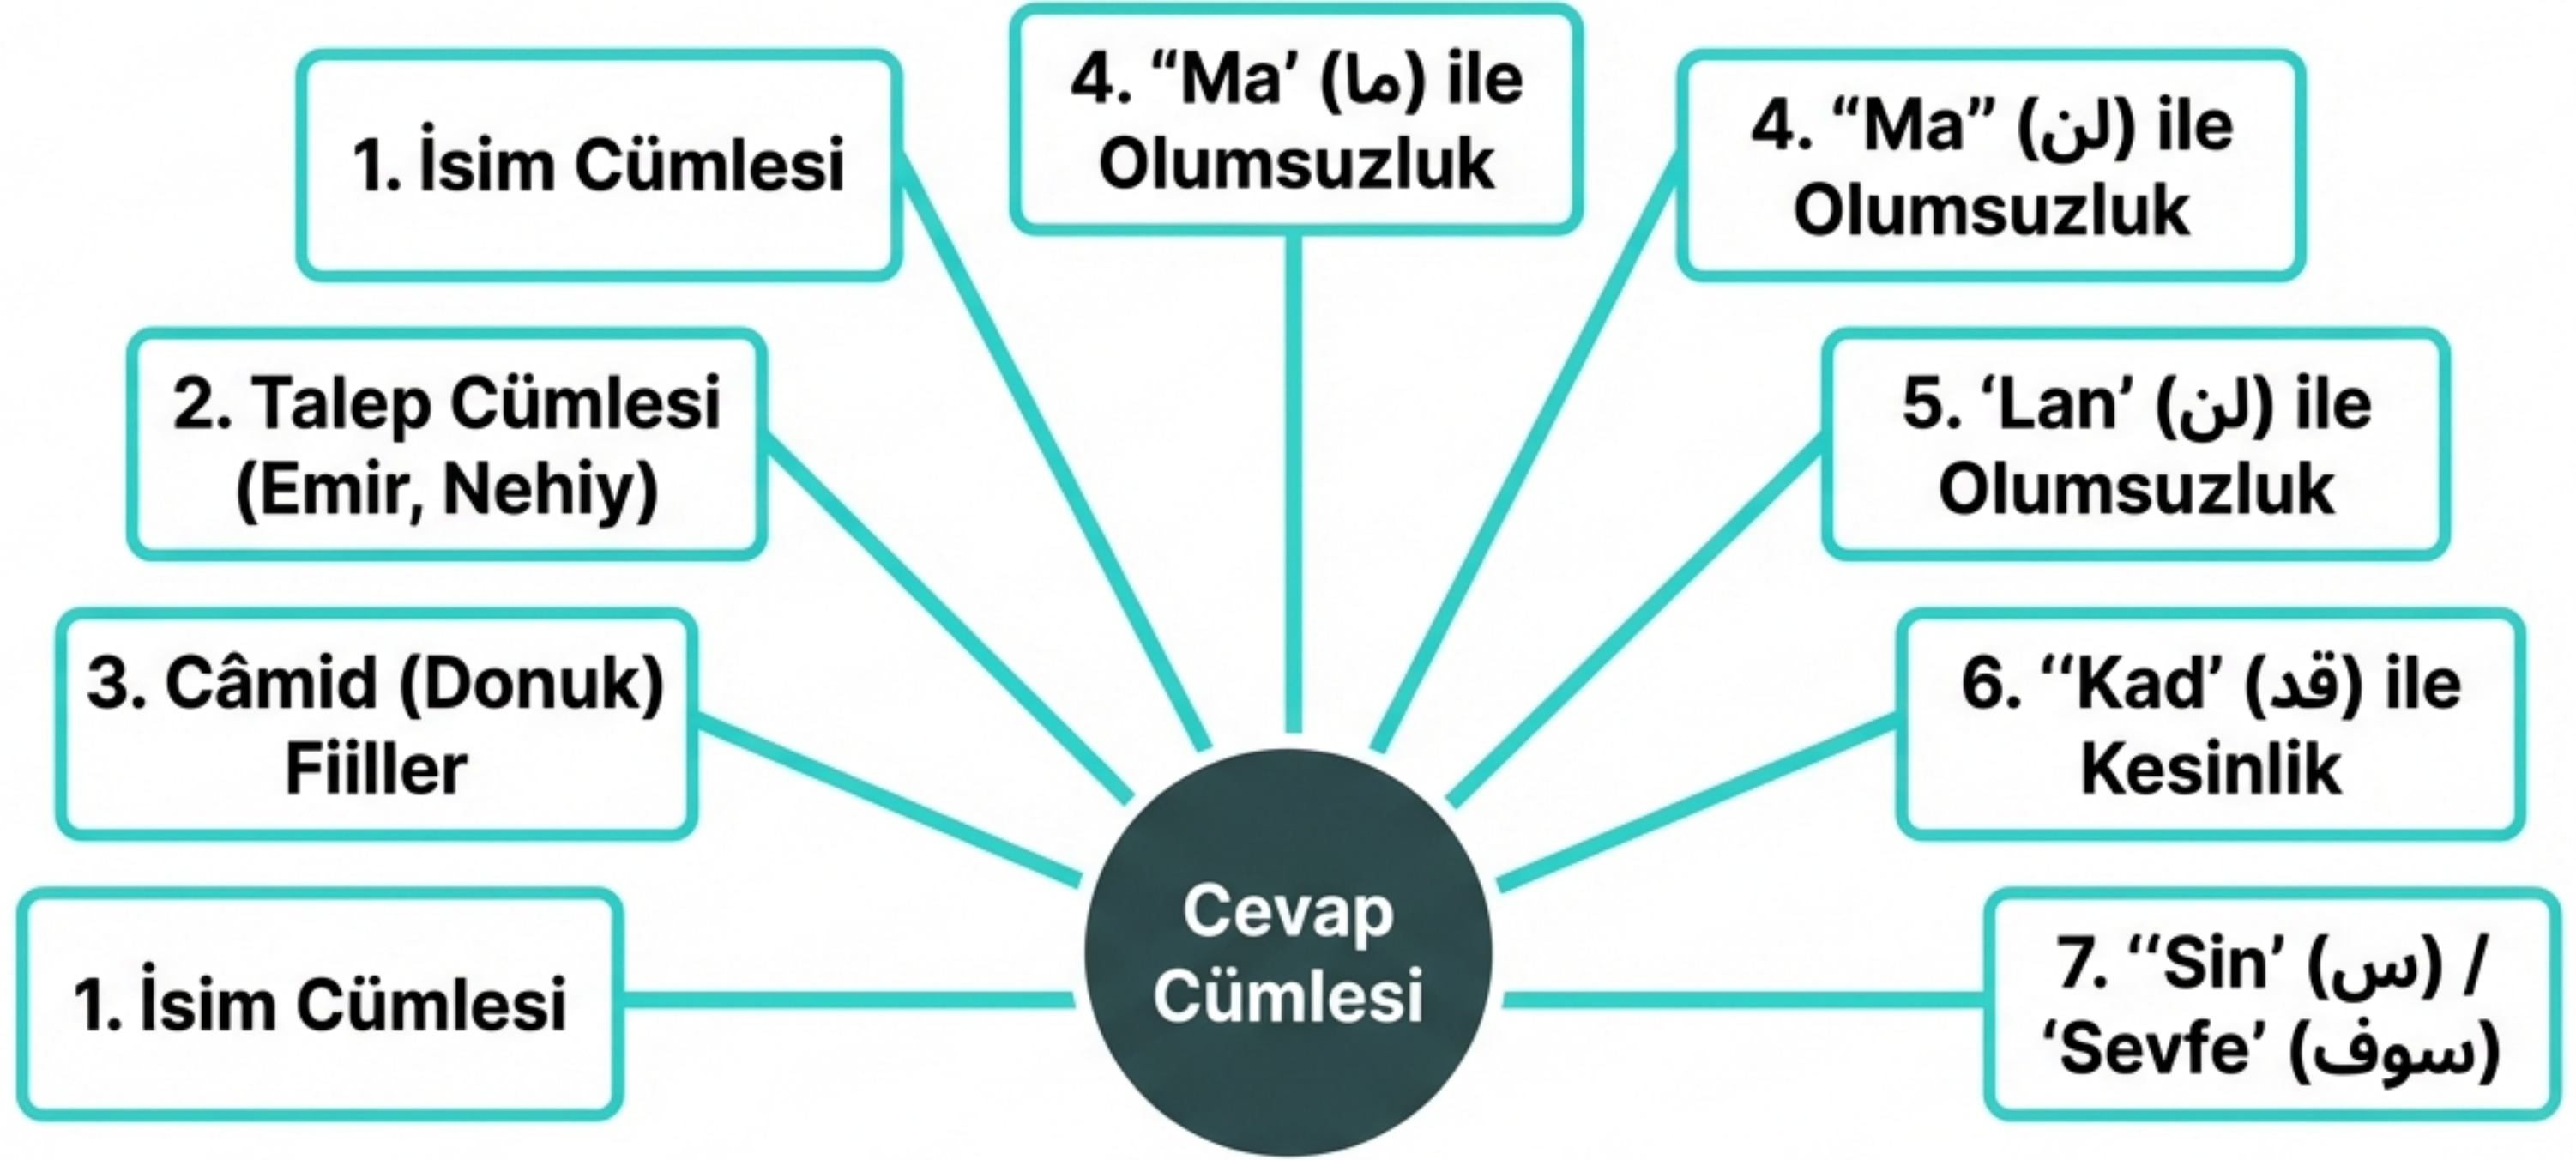 4. “Ma’ (ما) ile
Olumsuzluk
1. İsim Cümlesi
4. “Ma” (لن) ile
Olumsuzluk
2. Talep Cümlesi
(Emir, Nehiy)
5. ‘Lan’ (لن) ile
Olumsuzluk
3. Câmid (Donuk)
Fiiller
6. ‘‘Kad’ (قد) ile
Kesinlik
1. İsim Cümlesi
Cevap
Cümlesi
7. ‘‘Sin’ (س) /
‘Sevfe’ (سوف)